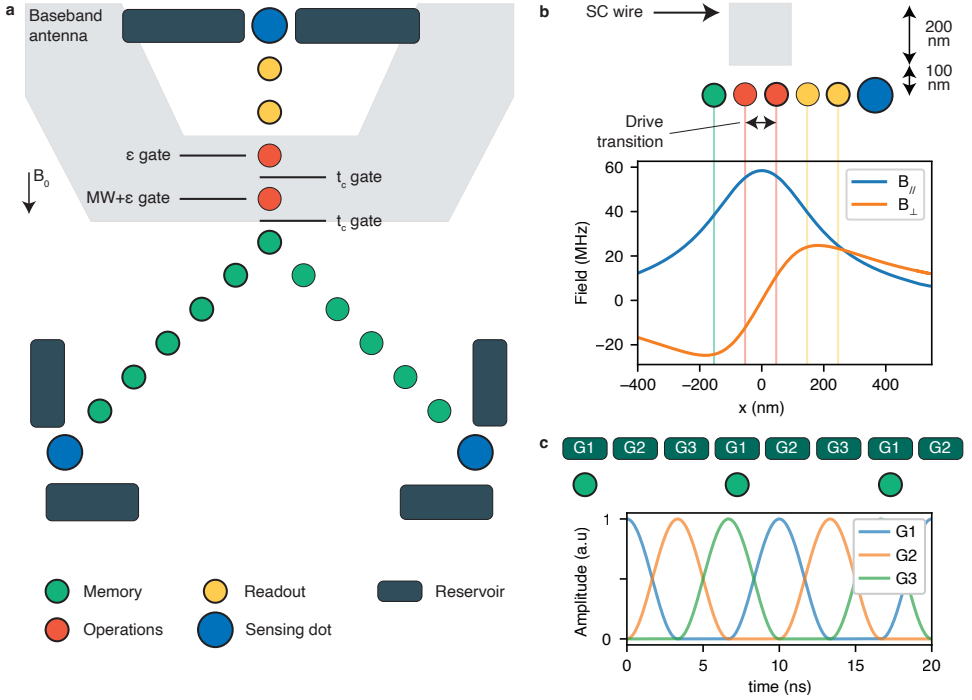 a
Baseband
antenna
B₀
ε gate
t_c gate
MW+ε gate
t_c gate
Memory
Readout
Reservoir
Operations
Sensing dot
b
SC wire
200
nm
100
nm
Drive
transition
60
40
20
0
−20
Field (MHz)
B_//
B_⊥
−400
−200
0
200
400
x (nm)
c
G1 G2 G3 G1 G2 G3 G1 G2
1
0
Amplitude (a.u)
G1
G2
G3
0
5
10
15
20
time (ns)